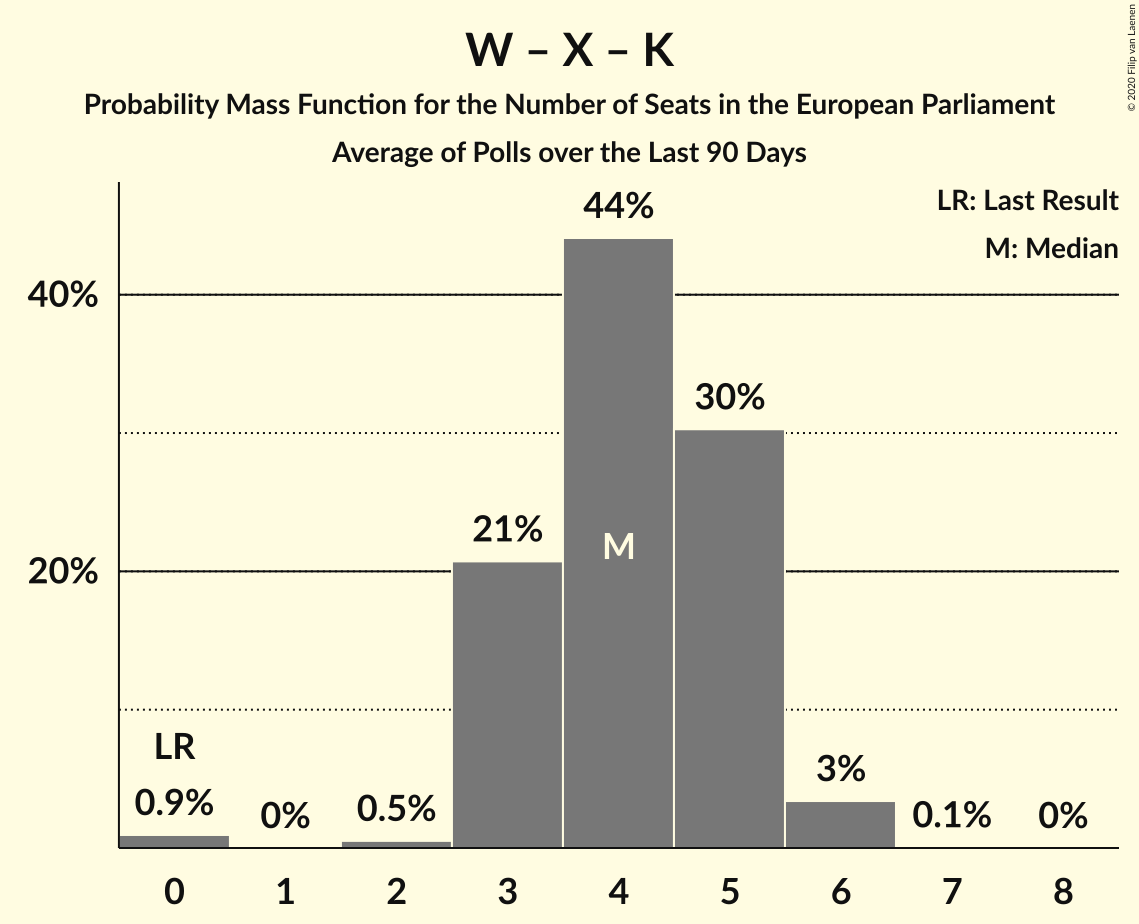 W – X – K
Probability Mass Function for the Number of Seats in the European Parliament
Average of Polls over the Last 90 Days
© 2020 Filip van Laenen
LR: Last Result
M: Median
44%
40%
30%
21%
M
20%
LR
0.9%
0%
0.5%
3%
0.1%
0%
0 1 2 3 4 5 6 7 8